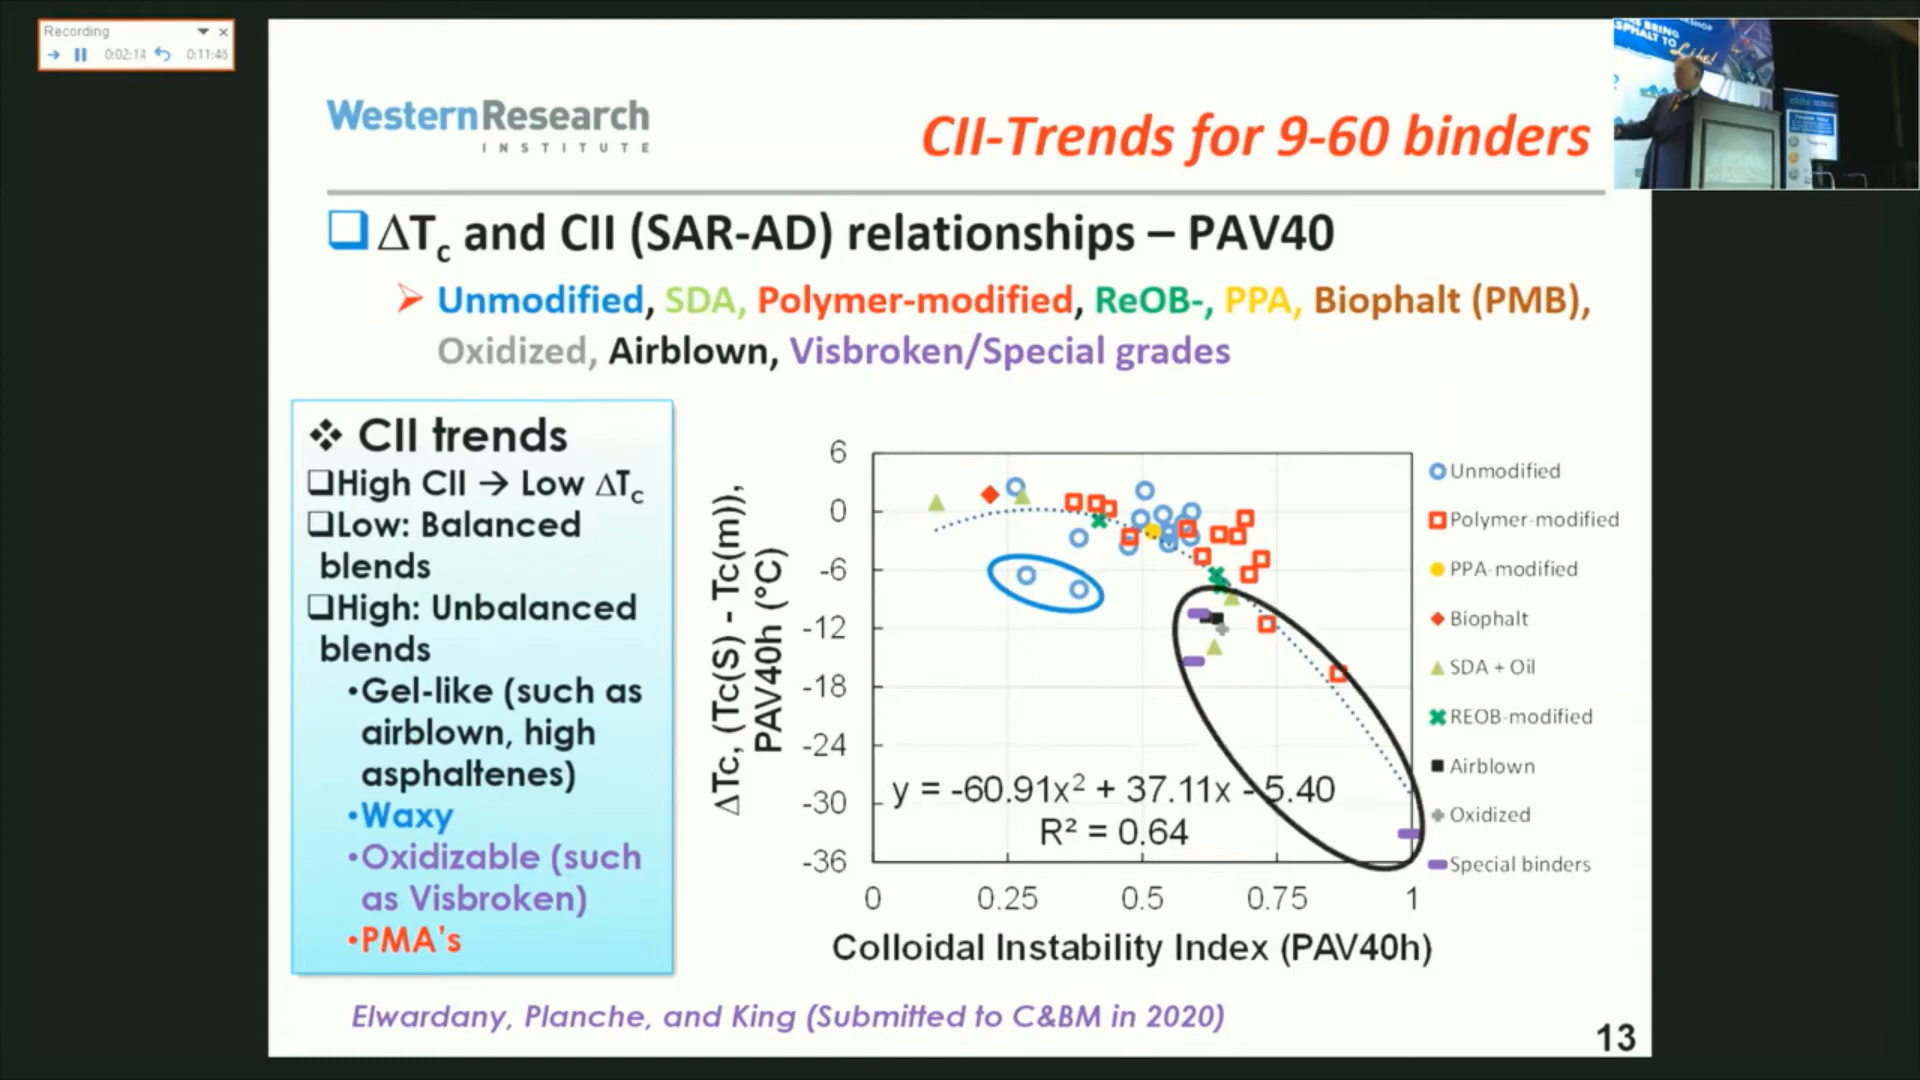 Recording
0:02:14 0:11:45
WesternResearch
INSTITUTE
CII-Trends for 9-60 binders
BRING
ASPHALT TO
Life!
ΔTc and CII (SAR-AD) relationships – PAV40
Unmodified, SDA, Polymer-modified, ReOB-, PPA, Biophalt (PMB),
Oxidized, Airblown, Visbroken/Special grades
CII trends
High CII → Low ΔTc
Low: Balanced
blends
High: Unbalanced
blends
•Gel-like (such as
airblown, high
asphaltenes)
•Waxy
•Oxidizable (such
as Visbroken)
•PMA's
ΔTc, (Tc(S) - Tc(m)),
PAV40h (°C)
6
0
-6
-12
-18
-24
-30
-36
y = -60.91x² + 37.11x - 5.40
R² = 0.64
0 0.25 0.5 0.75 1
Colloidal Instability Index (PAV40h)
Unmodified
Polymer-modified
PPA-modified
Biophalt
SDA + Oil
REOB-modified
Airblown
Oxidized
Special binders
Elwardany, Planche, and King (Submitted to C&BM in 2020)
13